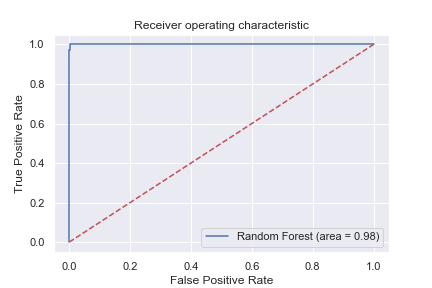 Receiver operating characteristic
1.0
0.8
0.6
0.4
0.2
0.0
True Positive Rate
Random Forest (area = 0.98)
0.0 0.2 0.4 0.6 0.8 1.0
False Positive Rate